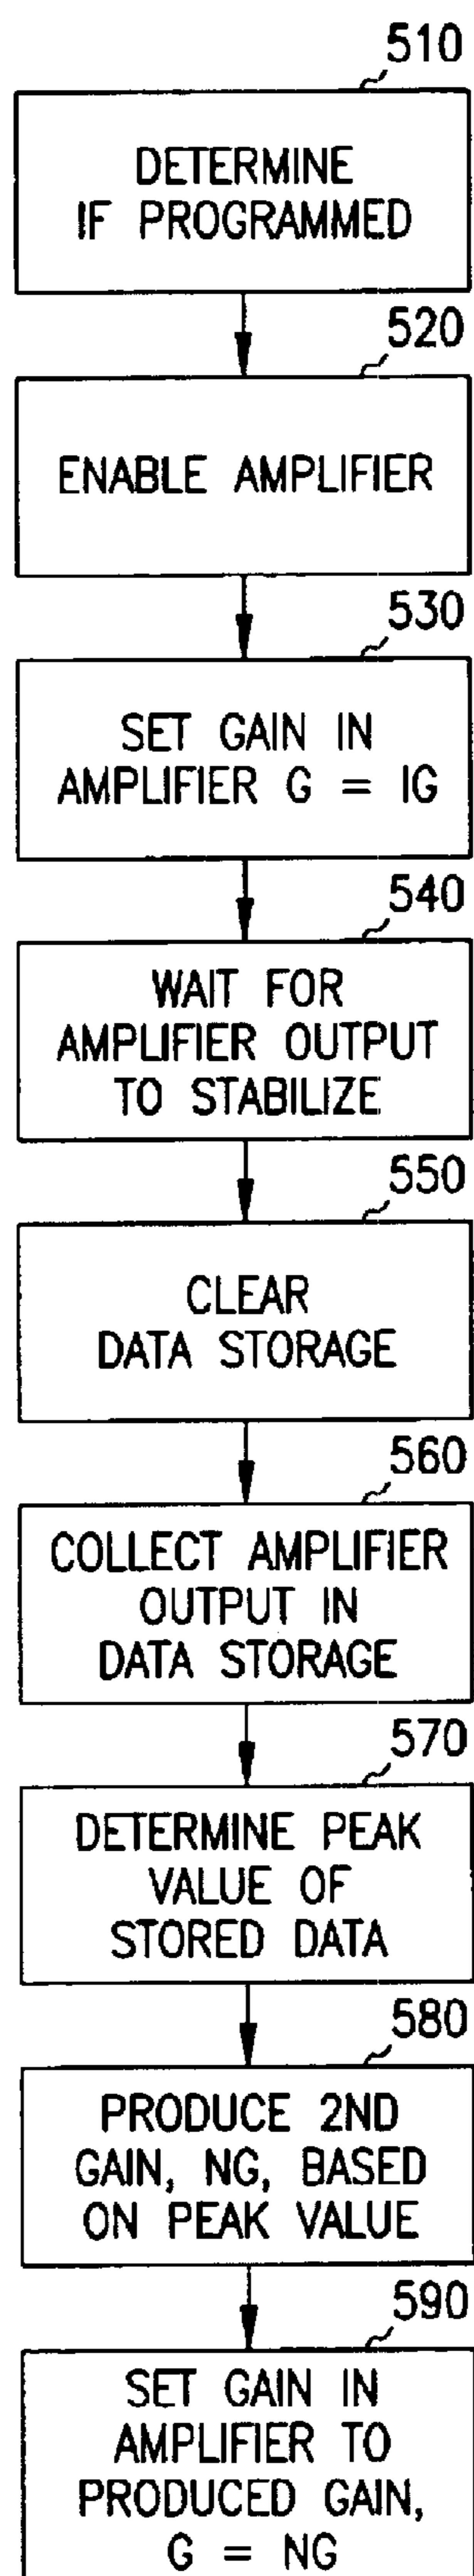 510
DETERMINE
IF PROGRAMMED
520
ENABLE AMPLIFIER
530
SET GAIN IN
AMPLIFIER G = IG
540
WAIT FOR
AMPLIFIER OUTPUT
TO STABILIZE
550
CLEAR
DATA STORAGE
560
COLLECT AMPLIFIER
OUTPUT IN
DATA STORAGE
570
DETERMINE PEAK
VALUE OF
STORED DATA
580
PRODUCE 2ND
GAIN, NG, BASED
ON PEAK VALUE
590
SET GAIN IN
AMPLIFIER TO
PRODUCED GAIN,
G = NG